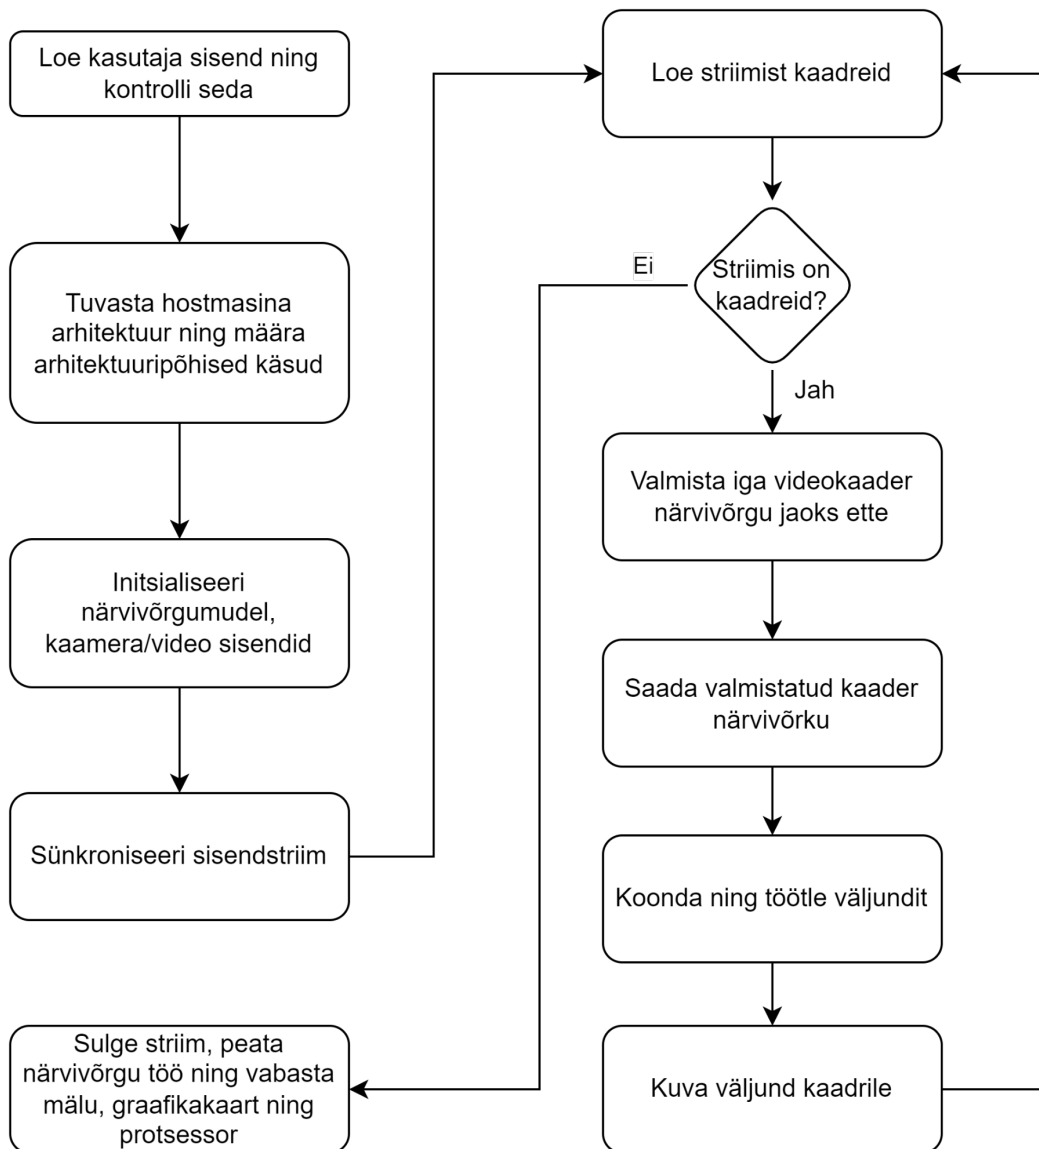 Loe kasutaja sisend ning
kontrolli seda
Tuvasta hostmasina
arhitektuur ning määra
arhitektuuripõhised käsud
Initsialiseeri
närvivõrgumudel,
kaamera/video sisendid
Sünkroniseeri sisendstriim
Loe striimist kaadreid
Striimis on
kaadreid?
Ei
Jah
Valmista iga videokaader
närvivõrgu jaoks ette
Saada valmistatud kaader
närvivõrku
Koonda ning töötle väljundit
Kuva väljund kaadrile
Sulge striim, peata
närvivõrgu töö ning vabasta
mälu, graafikakaart ning
protsessor